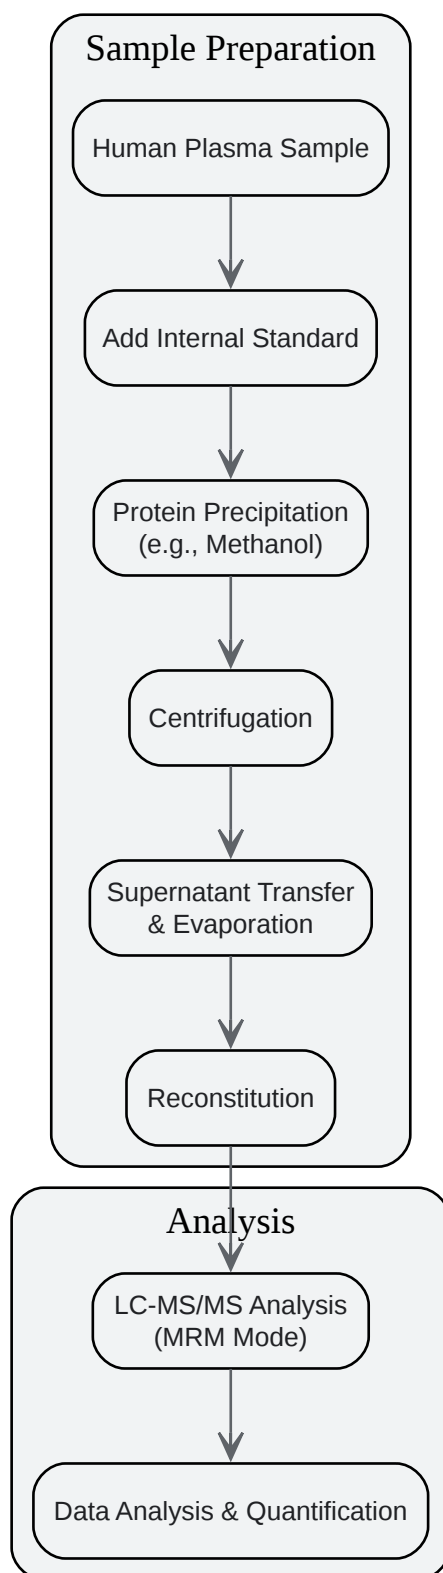 Sample Preparation
Human Plasma Sample
Add Internal Standard
Protein Precipitation
(e.g., Methanol)
Centrifugation
Supernatant Transfer
& Evaporation
Reconstitution
Analysis
LC-MS/MS Analysis
(MRM Mode)
Data Analysis & Quantification